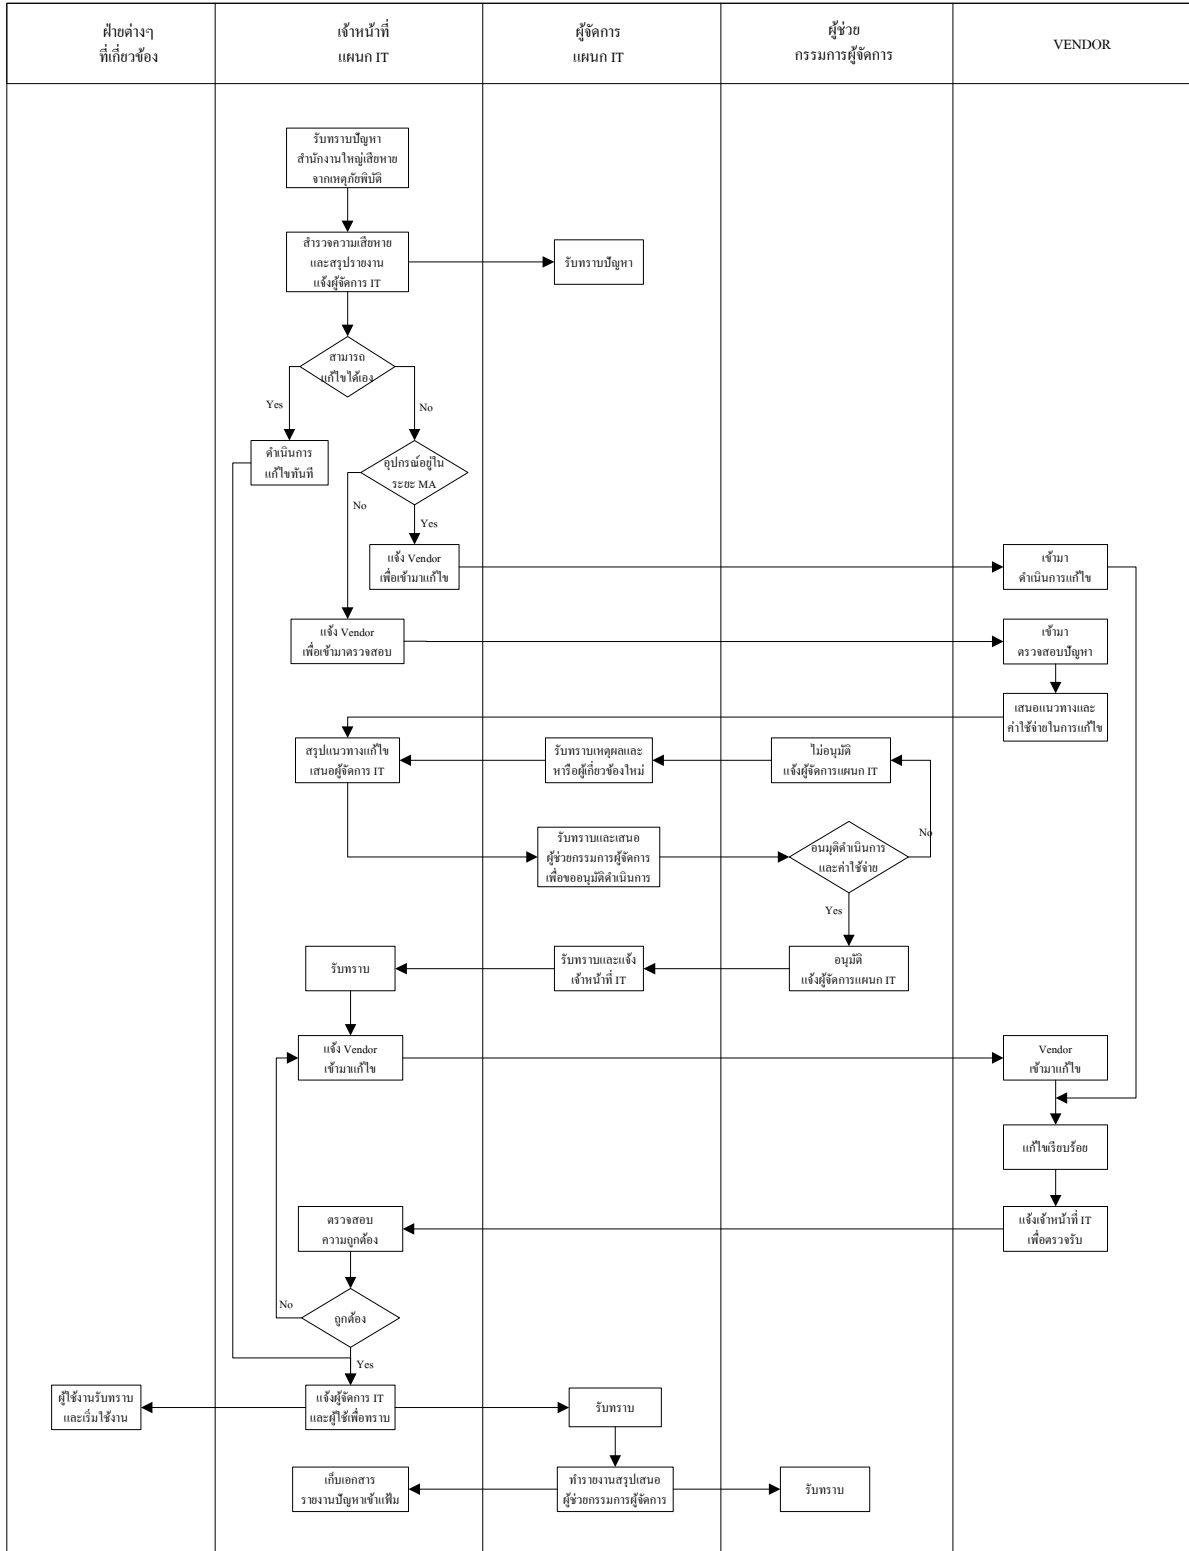 ฝ่ายต่างๆ
ที่เกี่ยวข้อง
เจ้าหน้าที่
แผนก IT
ผู้จัดการ
แผนก IT
ผู้ช่วย
กรรมการผู้จัดการ
VENDOR
รับทราบปัญหา
สำนักงานใหญ่เสียหาย
จากเหตุภัยพิบัติ
สำรวจความเสียหาย
และสรุปรายงาน
แจ้งผู้จัดการ IT
รับทราบปัญหา
สามารถ
แก้ไขได้เอง
Yes
No
ดำเนินการ
แก้ไขทันที
อุปกรณ์อยู่ใน
ระยะ MA
No
Yes
แจ้ง Vendor
เพื่อเข้ามาแก้ไข
เข้ามา
ดำเนินการแก้ไข
แจ้ง Vendor
เพื่อเข้ามาตรวจสอบ
เข้ามา
ตรวจสอบปัญหา
เสนอแนวทางและ
ค่าใช้จ่ายในการแก้ไข
สรุปแนวทางแก้ไข
เสนอผู้จัดการ IT
รับทราบเหตุผลและ
หารือผู้เกี่ยวข้องใหม่
ไม่อนุมัติ
แจ้งผู้จัดการแผนก IT
รับทราบและเสนอ
ผู้ช่วยกรรมการผู้จัดการ
เพื่อขออนุมัติดำเนินการ
อนมุติดำเนินการ
และค่าใช้จ่าย
No
Yes
รับทราบ
รับทราบและแจ้ง
เจ้าหน้าที่ IT
อนุมัติ
แจ้งผู้จัดการแผนก IT
แจ้ง Vendor
เข้ามาแก้ไข
Vendor
เข้ามาแก้ไข
แก้ไขเรียบร้อย
ตรวจสอบ
ความถูกต้อง
แจ้งเจ้าหน้าที่ IT
เพื่อตรวจรับ
No
ถูกต้อง
Yes
ผู้ใช้งานรับทราบ
และเริ่มใช้งาน
แจ้งผู้จัดการ IT
และผู้ใช้เพื่อทราบ
รับทราบ
เก็บเอกสาร
รายงานปัญหาเข้าแฟ้ม
ทำรายงานสรุปเสนอ
ผู้ช่วยกรรมการผู้จัดการ
รับทราบ